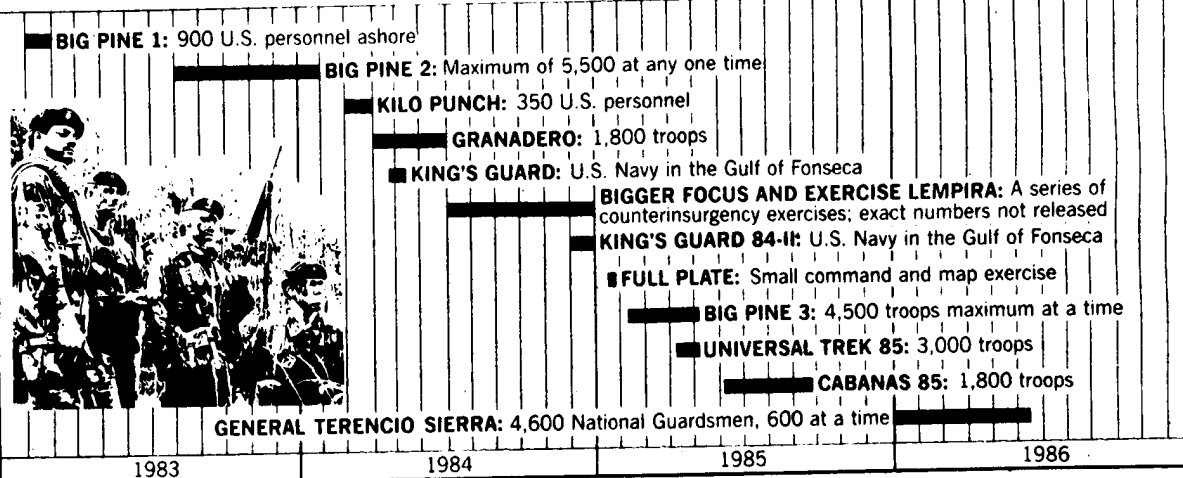 BIG PINE 1: 900 U.S. personnel ashore
BIG PINE 2: Maximum of 5,500 at any one time
KILO PUNCH: 350 U.S. personnel
GRANADERO: 1,800 troops
KING'S GUARD: U.S. Navy in the Gulf of Fonseca
BIGGER FOCUS AND EXERCISE LEMPIRA: A series of
counterinsurgency exercises; exact numbers not released
KING'S GUARD 84-II: U.S. Navy in the Gulf of Fonseca
FULL PLATE: Small command and map exercise
BIG PINE 3: 4,500 troops maximum at a time
UNIVERSAL TREK 85: 3,000 troops
CABANAS 85: 1,800 troops
GENERAL TERENCIO SIERRA: 4,600 National Guardsmen, 600 at a time
1983 1984 1985 1986